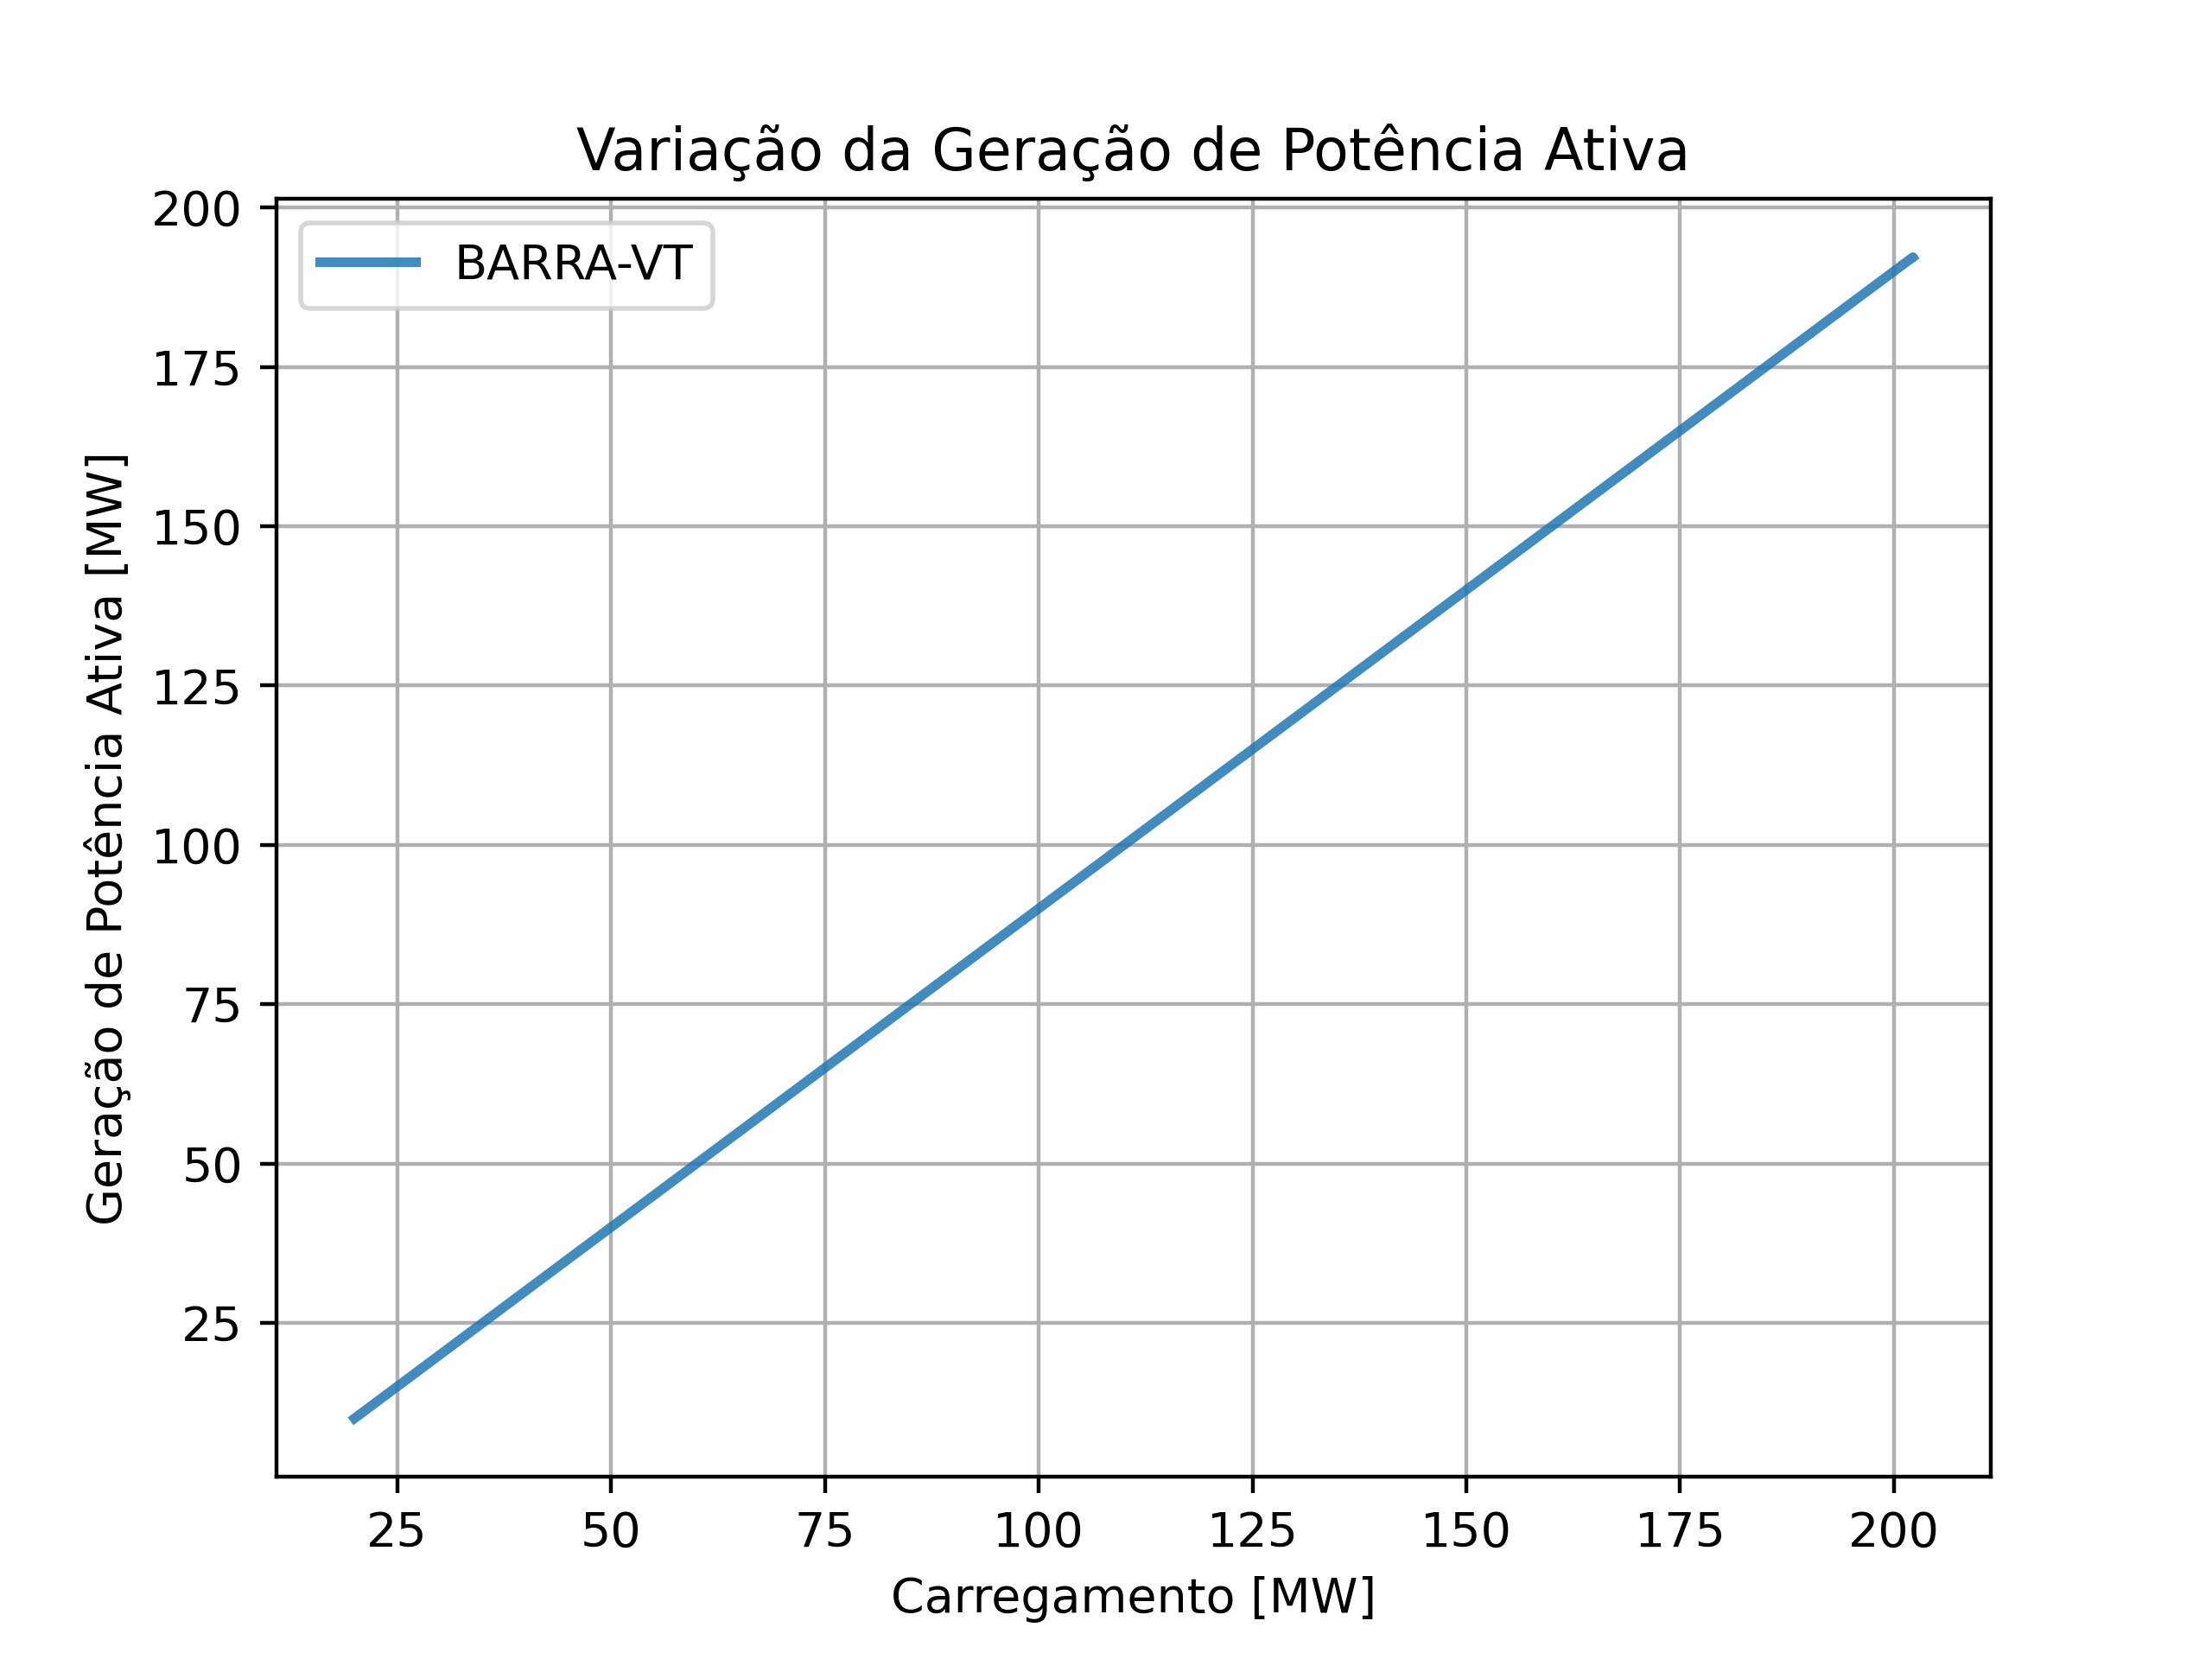 Variação da Geração de Potência Ativa
BARRA-VT
Geração de Potência Ativa [MW]
200
175
150
125
100
75
50
25
25 50 75 100 125 150 175 200
Carregamento [MW]